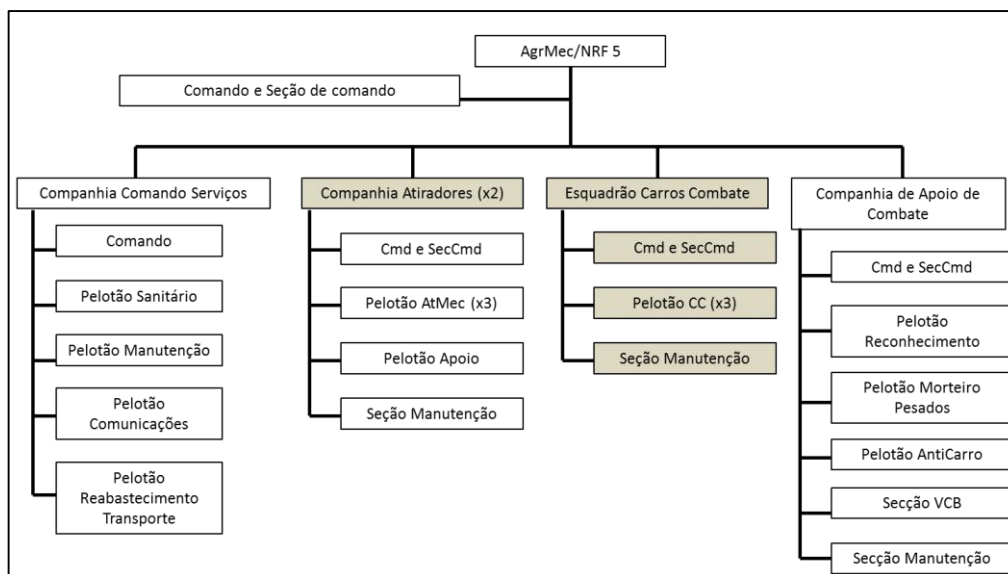 AgrMec/NRF 5
Comando e Seção de comando
Companhia Comando Serviços
Comando
Pelotão Sanitário
Pelotão Manutenção
Pelotão
Comunicações
Pelotão
Reabastecimento
Transporte
Companhia Atiradores (x2)
Cmd e SecCmd
Pelotão AtMec (x3)
Pelotão Apoio
Seção Manutenção
Esquadrão Carros Combate
Cmd e SecCmd
Pelotão CC (x3)
Seção Manutenção
Companhia de Apoio de
Combate
Cmd e SecCmd
Pelotão
Reconhecimento
Pelotão Morteiro
Pesados
Pelotão AntiCarro
Secção VCB
Secção Manutenção